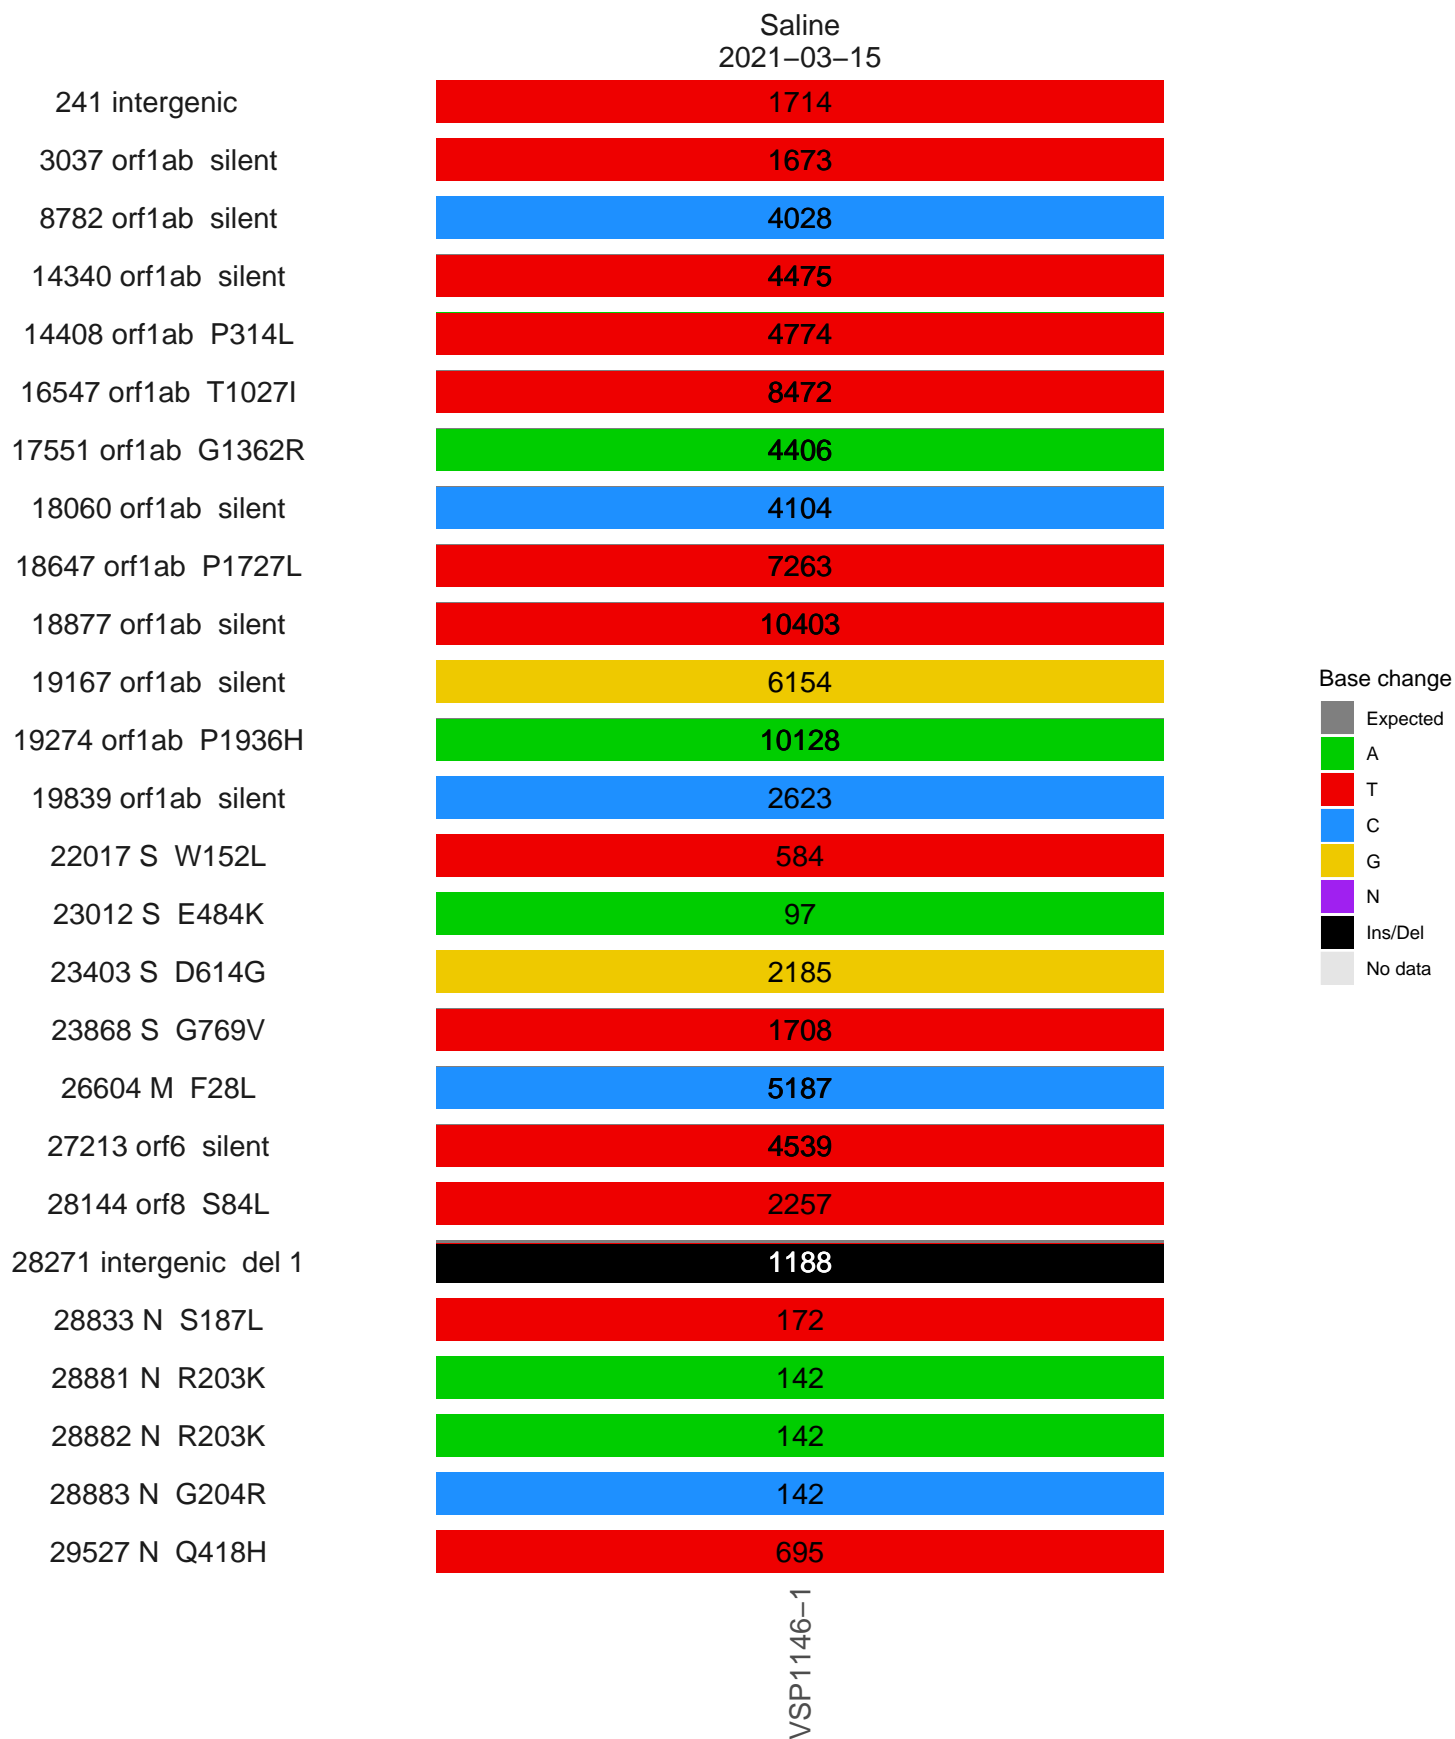 Saline
2021−03−15
241 intergenic 1714
3037 orf1ab silent 1673
8782 orf1ab silent 4028
14340 orf1ab silent 4475
14408 orf1ab P314L 4774
16547 orf1ab T1027I 8472
17551 orf1ab G1362R 4406
18060 orf1ab silent 4104
18647 orf1ab P1727L 7263
18877 orf1ab silent 10403
19167 orf1ab silent 6154
19274 orf1ab P1936H 10128
19839 orf1ab silent 2623
22017 S W152L 584
23012 S E484K 97
23403 S D614G 2185
23868 S G769V 1708
26604 M F28L 5187
27213 orf6 silent 4539
28144 orf8 S84L 2257
28271 intergenic del 1 1188
28833 N S187L 172
28881 N R203K 142
28882 N R203K 142
28883 N G204R 142
29527 N Q418H 695
VSP1146−1
Base change
Expected
A
T
C
G
N
Ins/Del
No data